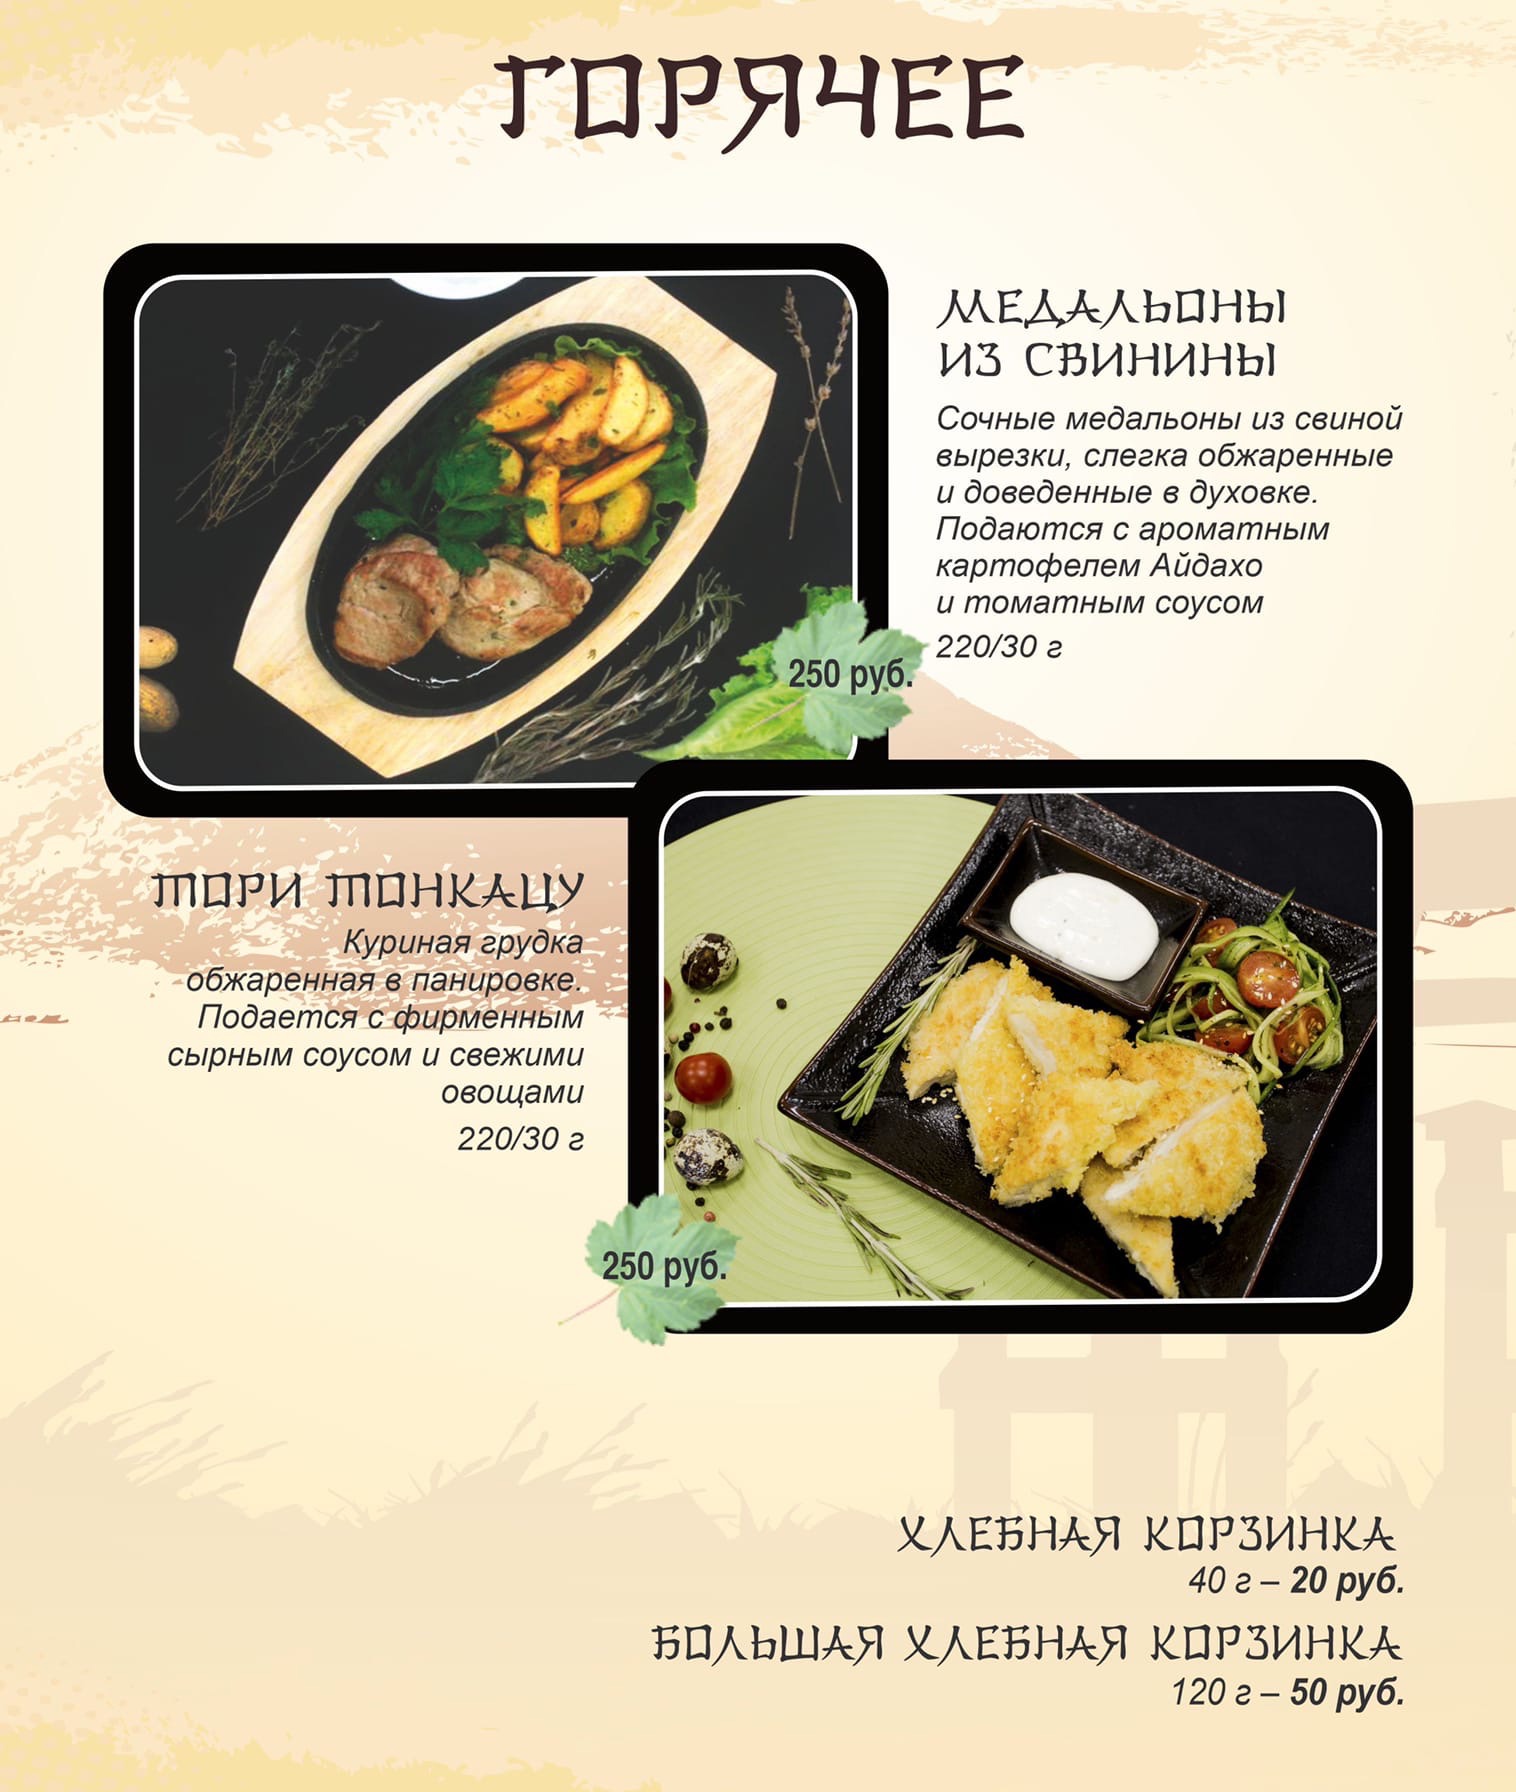 ГОРЯЧЕЕ
МЕДАЛЬОНЫ
ИЗ СВИНИНЫ
Сочные медальоны из свиной
вырезки, слегка обжаренные
и доведенные в духовке.
Подаются с ароматным
картофелем Айдахо
и томатным соусом
220/30 г
250 руб.
ТОРИ ТОНКАЦУ
Куриная грудка
обжаренная в панировке.
Подается с фирменным
сырным соусом и свежими
овощами
220/30 г
250 руб.
ХЛЕБНАЯ КОРЗИНКА
40 г – 20 руб.
БОЛЬШАЯ ХЛЕБНАЯ КОРЗИНКА
120 г – 50 руб.